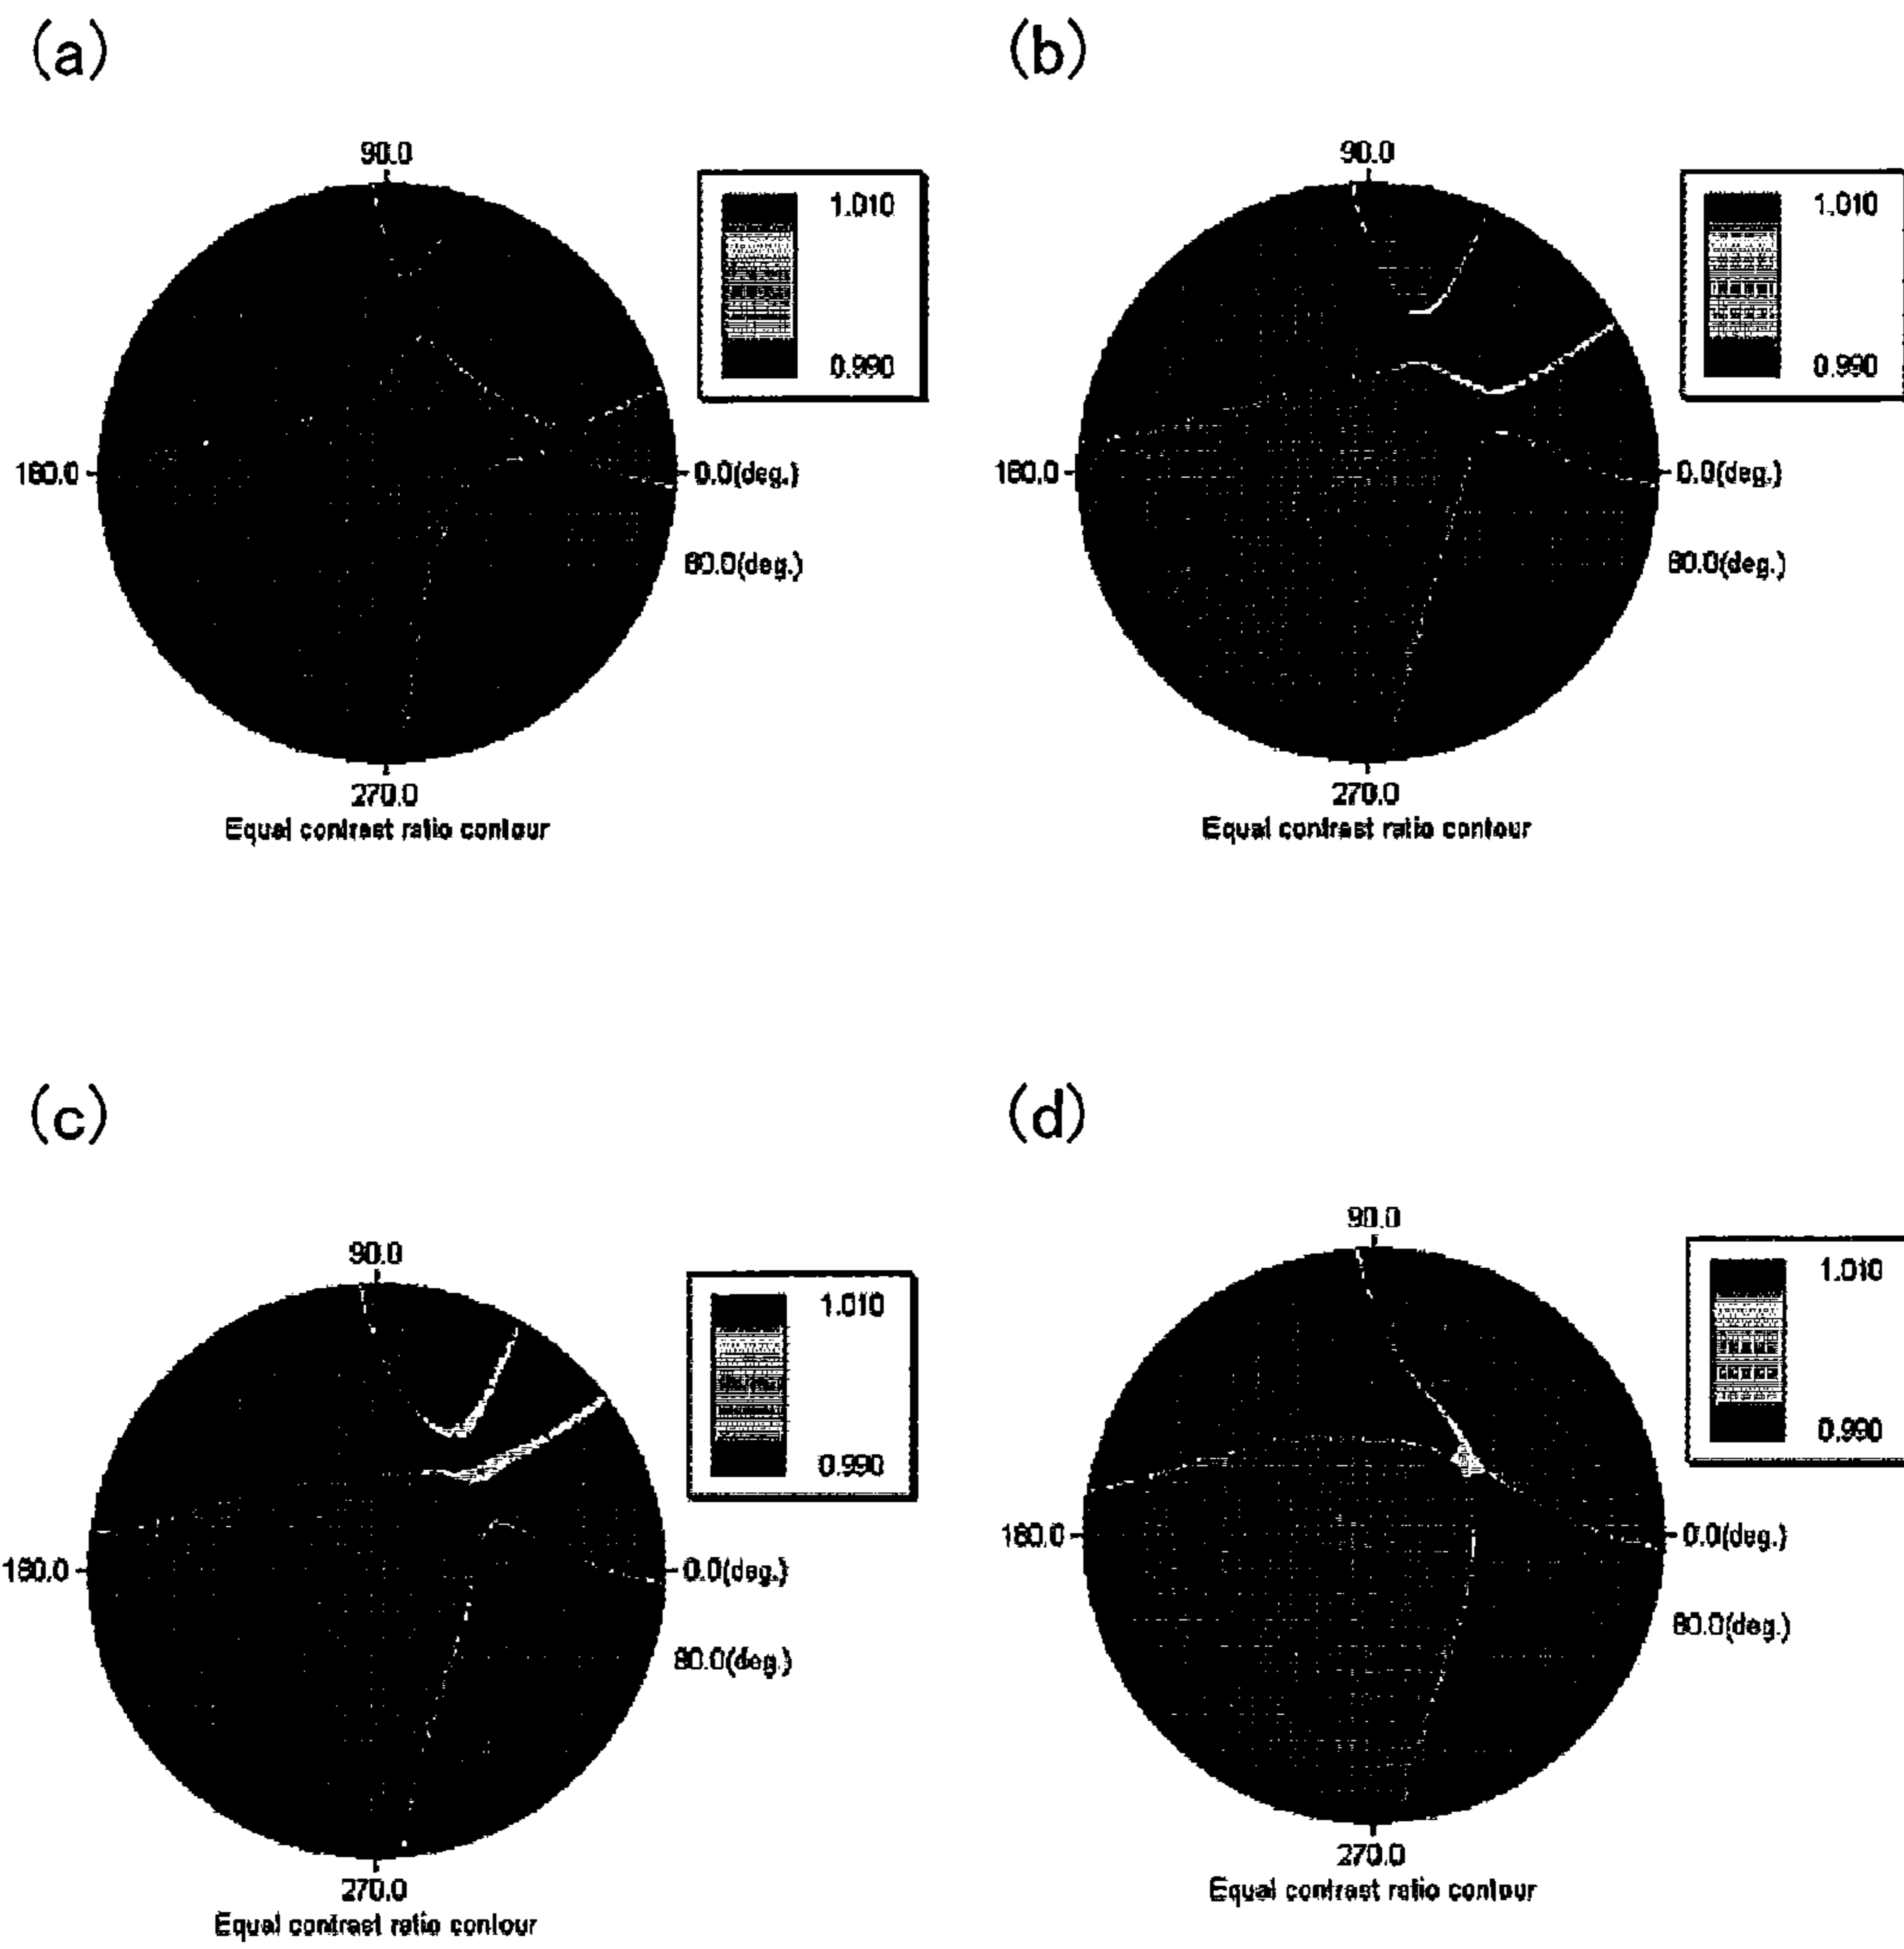 (a)
90.0
1.010
0.990
180.0
0.0(deg.)
80.0(deg.)
270.0
Equal contrast ratio contour
(b)
90.0
1.010
0.990
180.0
0.0(deg.)
80.0(deg.)
270.0
Equal contrast ratio contour
(c)
90.0
1.010
0.990
180.0
0.0(deg.)
80.0(deg.)
270.0
Equal contrast ratio contour
(d)
90.0
1.010
0.990
180.0
0.0(deg.)
80.0(deg.)
270.0
Equal contrast ratio contour